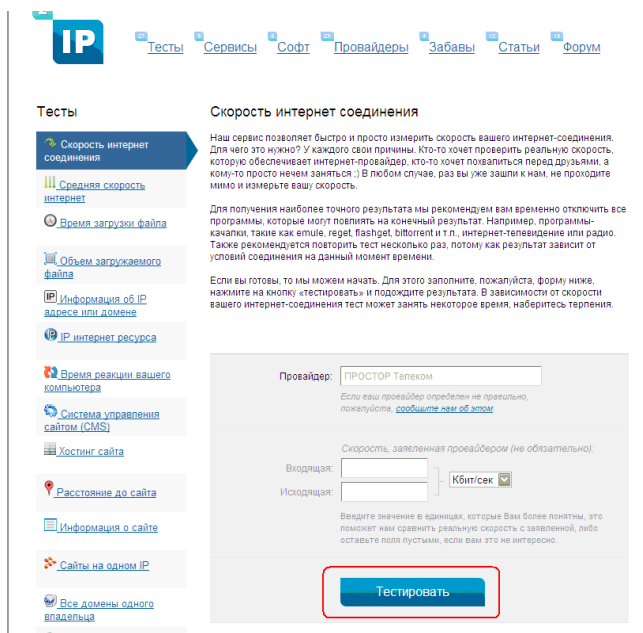 IP
Тесты Сервисы Софт Провайдеры Забавы Статьи Форум
Тесты
Скорость интернет
соединения
Средняя скорость
интернет
Время загрузки файла
Объем загружаемого
файла
IP Информация об IP
адресе или домене
IP интернет ресурса
Время реакции вашего
компьютера
Система управления
сайтом (CMS)
Хостинг сайта
Расстояние до сайта
Информация о сайте
Сайты на одном IP
Все домены одного
владельца
Скорость интернет соединения
Наш сервис позволяет быстро и просто измерить скорость вашего интернет-соединения.
Для чего это нужно? У каждого свои причины. Кто-то хочет проверить реальную скорость,
которую обеспечивает интернет-провайдер, кто-то хочет похвалиться перед друзьями, а
кому-то просто нечем заняться ;) В любом случае, раз вы уже зашли к нам, не проходите
мимо и измерьте вашу скорость.
Для получения наиболее точного результата мы рекомендуем вам временно отключить все
программы, которые могут повлиять на конечный результат. Например, программы-
качалки, такие как emule, reget, flashget, bittorrent и т.п., интернет-телевидение или радио.
Также рекомендуется повторить тест несколько раз, потому как результат зависит от
условий соединения на данный момент времени.
Если вы готовы, то мы можем начать. Для этого заполните, пожалуйста, форму ниже,
нажмите на кнопку «тестировать» и подождите результата. В зависимости от скорости
вашего интернет-соединения тест может занять некоторое время, наберитесь терпения.
Провайдер: ПРОСТОР Телеком
Если ваш провайдер определен не правильно,
пожалуйста, сообщите нам об этом
Скорость, заявленная провайдером (не обязательно):
Входящая:
Исходящая:
Кбит/сек
Введите значение в единицах, которые Вам более понятны, это
поможет нам сравнить реальную скорость с заявленной, либо
оставьте поля пустыми, если вам это не интересно.
Тестировать